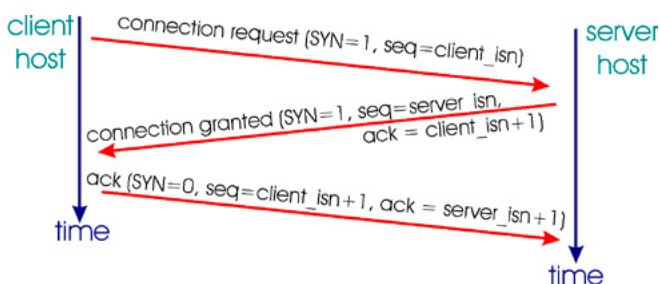 client
host
connection request (SYN=1, seq=client_isn)
server
host
connection granted (SYN=1, seq=server_isn,
ack = client_isn+1)
ack (SYN=0, seq=client_isn+1, ack = server_isn+1)
time
time